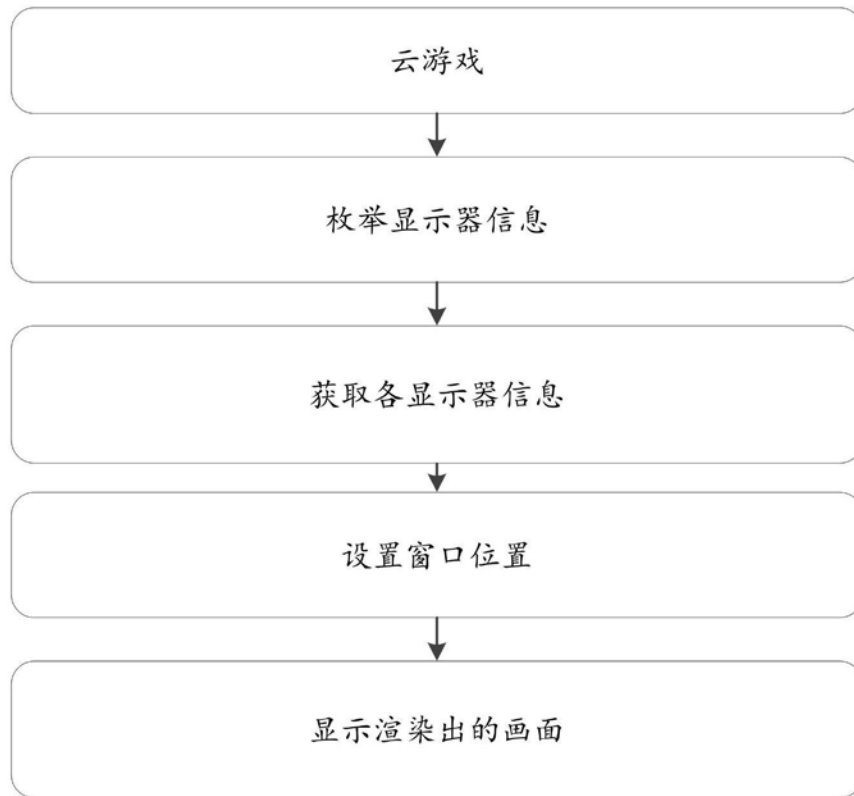 云游戏
枚举显示器信息
获取各显示器信息
设置窗口位置
显示渲染出的画面